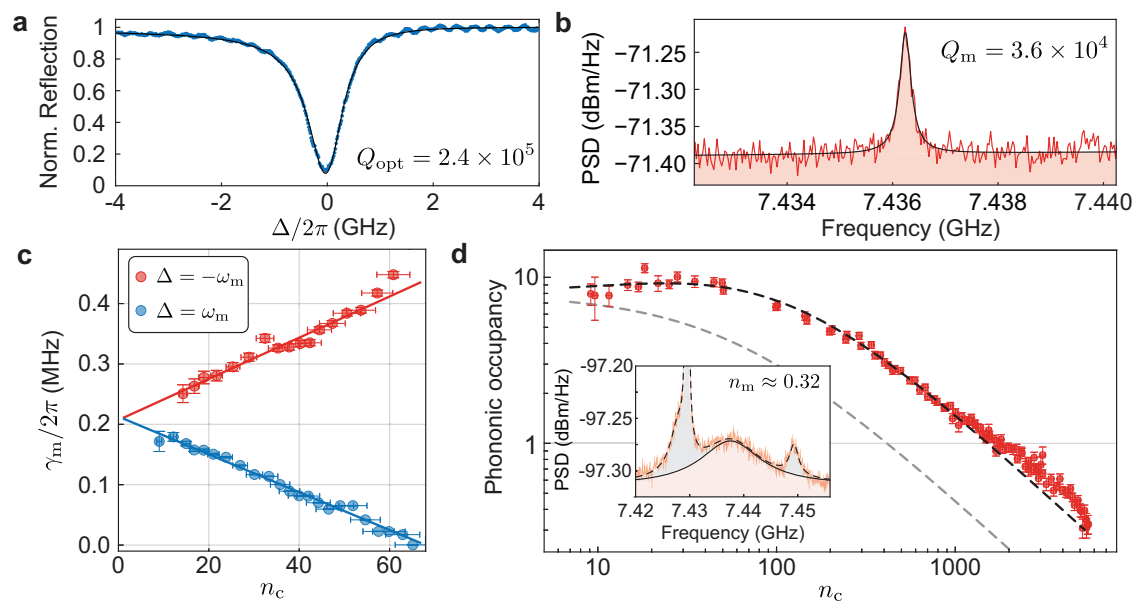 a
Norm. Reflection
1
0.8
0.6
0.4
0.2
0
-4
-2
0
2
4
Δ/2π (GHz)
Q_opt = 2.4 × 10^5
b
PSD (dBm/Hz)
−71.25
−71.30
−71.35
−71.40
7.434
7.436
7.438
7.440
Frequency (GHz)
Q_m = 3.6 × 10^4
c
Δ = −ω_m
Δ = ω_m
γ_m/2π (MHz)
0.4
0.3
0.2
0.1
0.0
0
20
40
60
n_c
d
Phononic occupancy
10
1
10
100
1000
n_c
n_m ≈ 0.32
PSD (dBm/Hz)
-97.20
-97.25
-97.30
7.42
7.43
7.44
7.45
Frequency (GHz)